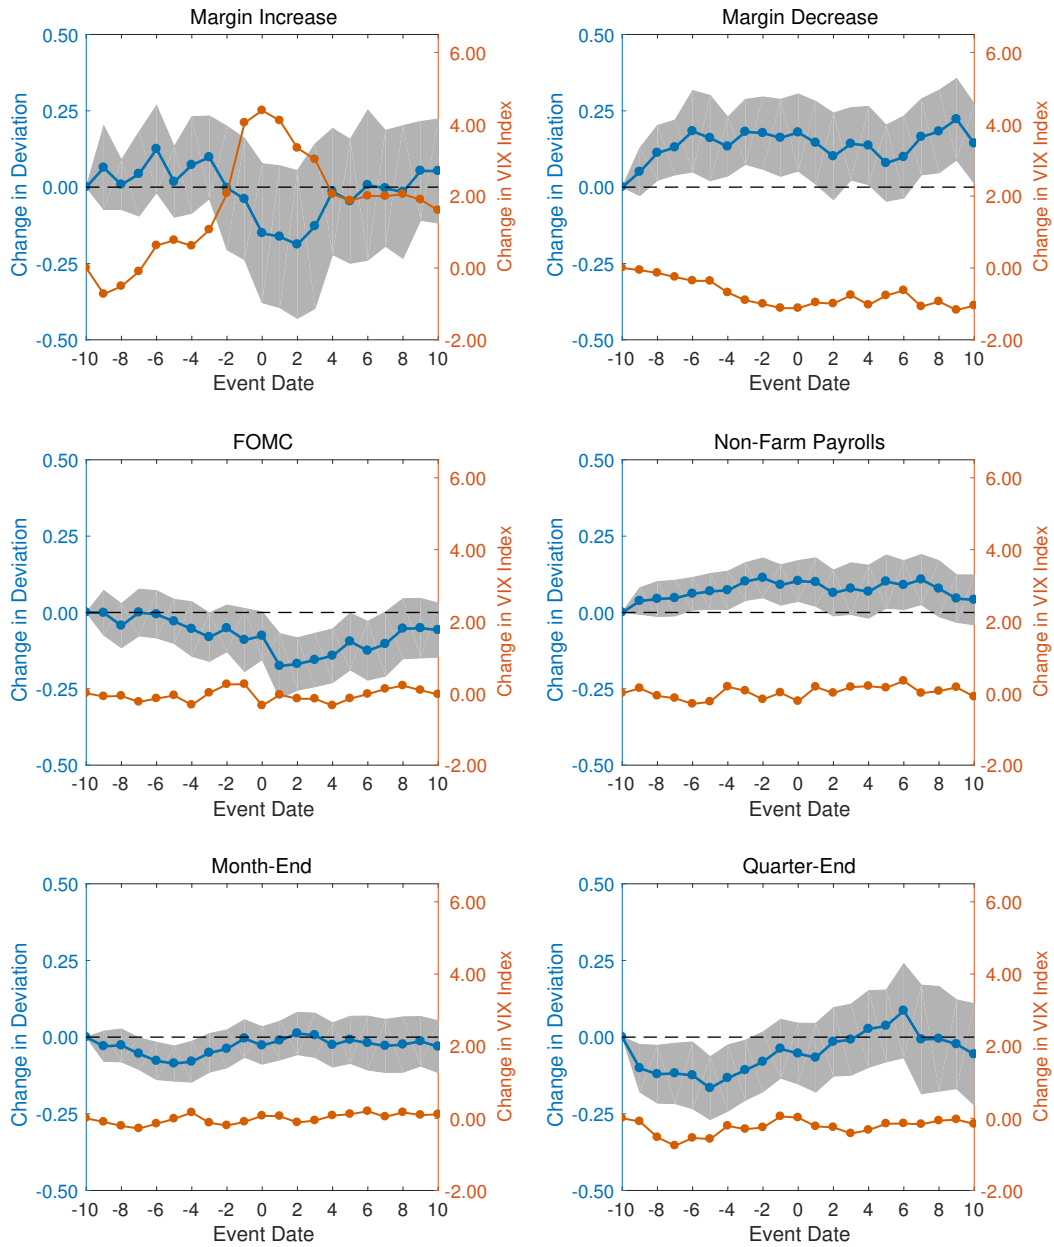 Margin Increase
0.50
0.25
0.00
-0.25
-0.50
Change in Deviation
6.00
4.00
2.00
0.00
-2.00
Change in VIX Index
-10 -8 -6 -4 -2 0 2 4 6 8 10
Event Date
Margin Decrease
0.50
0.25
0.00
-0.25
-0.50
Change in Deviation
6.00
4.00
2.00
0.00
-2.00
Change in VIX Index
-10 -8 -6 -4 -2 0 2 4 6 8 10
Event Date
FOMC
0.50
0.25
0.00
-0.25
-0.50
Change in Deviation
6.00
4.00
2.00
0.00
-2.00
Change in VIX Index
-10 -8 -6 -4 -2 0 2 4 6 8 10
Event Date
Non-Farm Payrolls
0.50
0.25
0.00
-0.25
-0.50
Change in Deviation
6.00
4.00
2.00
0.00
-2.00
Change in VIX Index
-10 -8 -6 -4 -2 0 2 4 6 8 10
Event Date
Month-End
0.50
0.25
0.00
-0.25
-0.50
Change in Deviation
6.00
4.00
2.00
0.00
-2.00
Change in VIX Index
-10 -8 -6 -4 -2 0 2 4 6 8 10
Event Date
Quarter-End
0.50
0.25
0.00
-0.25
-0.50
Change in Deviation
6.00
4.00
2.00
0.00
-2.00
Change in VIX Index
-10 -8 -6 -4 -2 0 2 4 6 8 10
Event Date